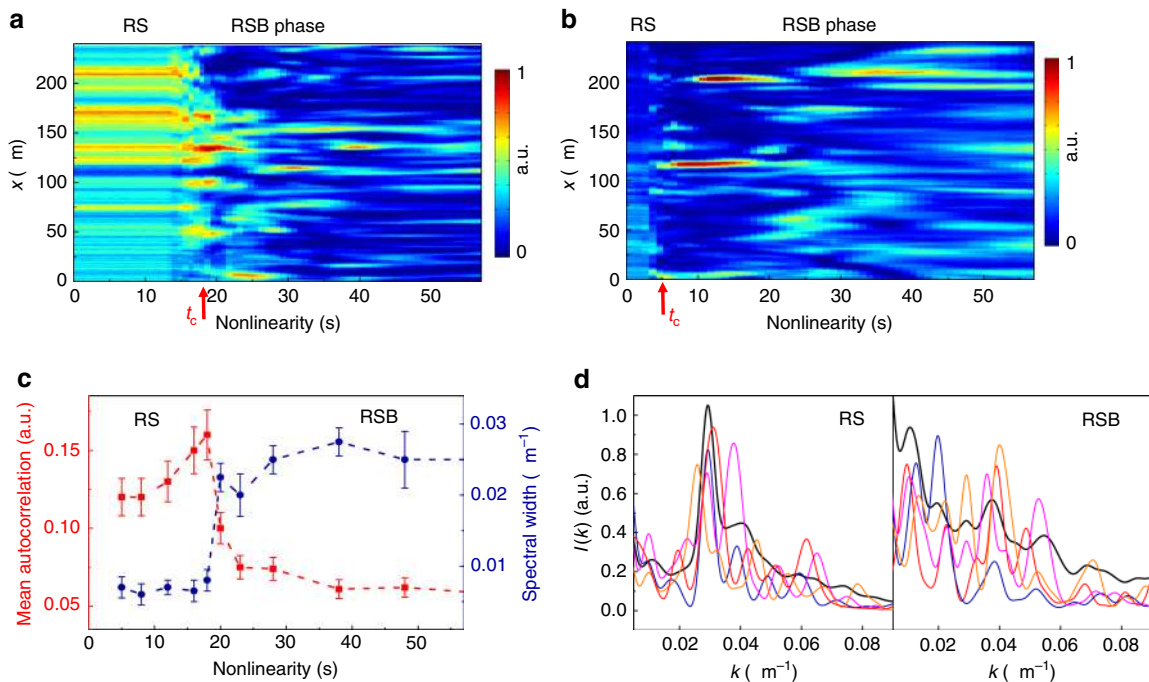 a
RS RSB phase
200
150
100
50
0
x ( m)
1
a.u.
0
0 10 20 30 40 50
t_c
Nonlinearity (s)
b
RS RSB phase
200
150
100
50
0
x ( m)
1
a.u.
0
0 10 20 30 40 50
t_c
Nonlinearity (s)
c
RS RSB
Mean autocorrelation (a.u.)
0.15
0.10
0.05
0.03
0.02
0.01
0.00
Spectral width ( m⁻¹)
0 10 20 30 40 50
Nonlinearity (s)
d
RS RSB
I(k) (a.u.)
1.0
0.8
0.6
0.4
0.2
0.0
0.02 0.04 0.06 0.08 0.02 0.04 0.06 0.08
k ( m⁻¹) k ( m⁻¹)